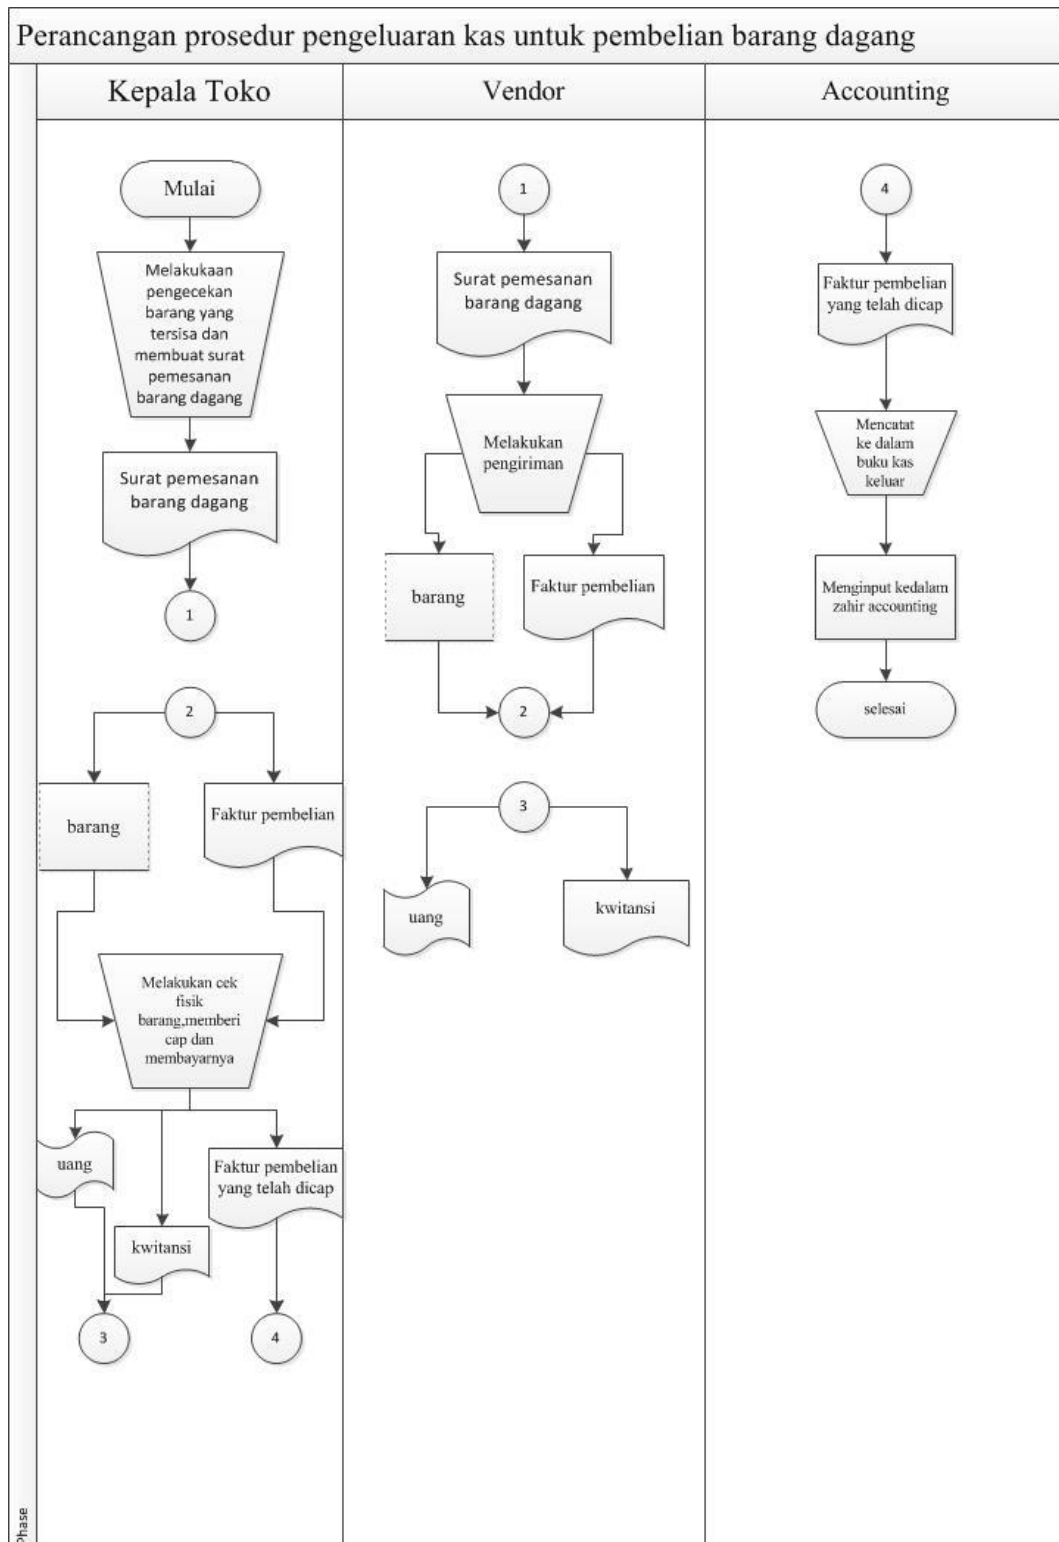 Perancangan prosedur pengeluaran kas untuk pembelian barang dagang
Kepala Toko
Vendor
Accounting
Mulai
Melakukaan
pengecekan
barang yang
tersisa dan
membuat surat
pemesanan
barang dagang
Surat pemesanan
barang dagang
1
2
barang
Faktur pembelian
Melakukan cek
fisik
barang,memberi
cap dan
membayarnya
uang
kwitansi
Faktur pembelian
yang telah dicap
3
4
1
Surat pemesanan
barang dagang
Melakukan
pengiriman
barang
Faktur pembelian
2
3
uang
kwitansi
4
Faktur pembelian
yang telah dicap
Mencatat
ke dalam
buku kas
keluar
Menginput kedalam
zahir accounting
selesai
Phase